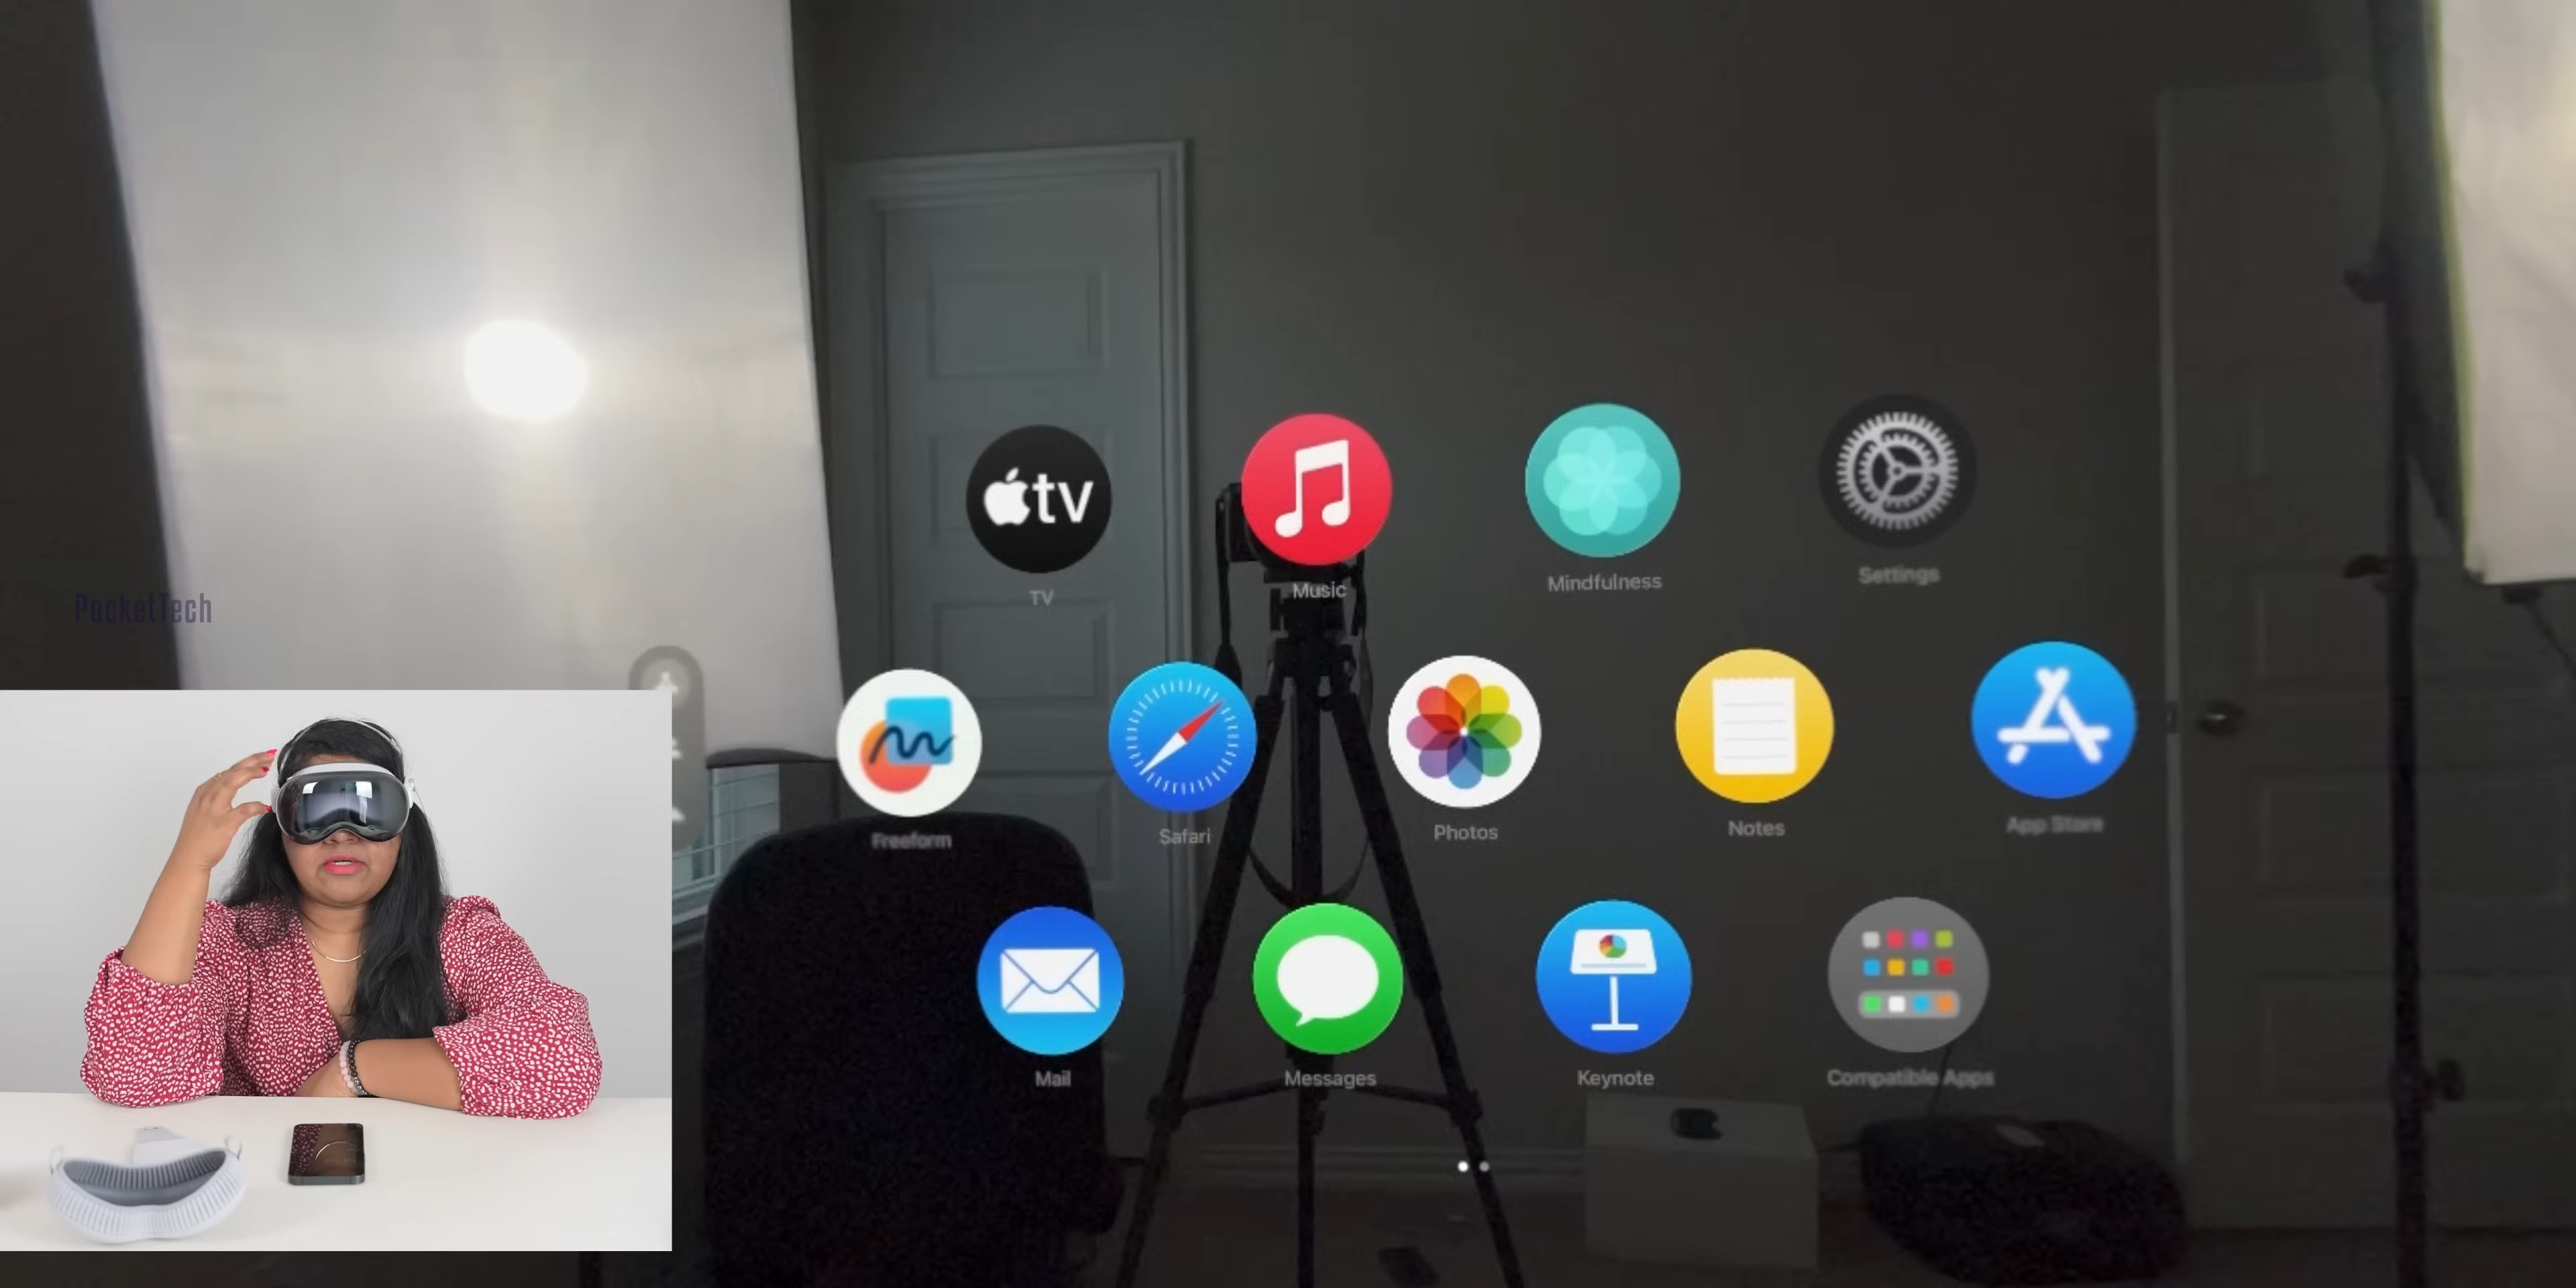 tv
TV
Music
Mindfulness
Settings
PocketTech
Freeform
Safari
Photos
Notes
App Store
Mail
Messages
Keynote
Compatible Apps